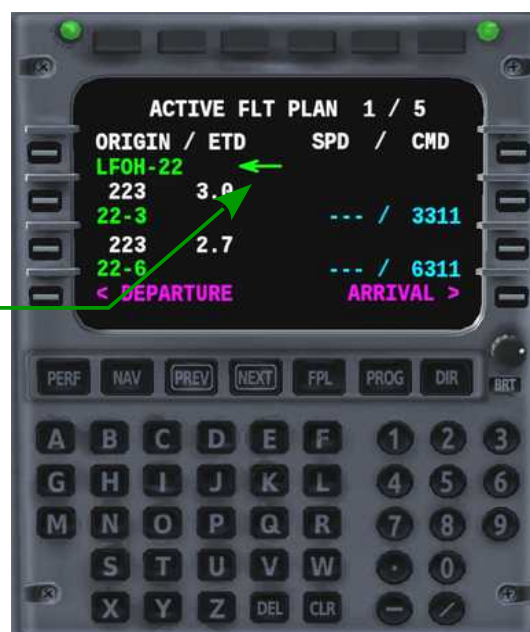 ACTIVE FLT PLAN 1 / 5
ORIGIN / ETD SPD / CMD
LFOH-22
223 3.0
22-3 --- / 3311
223 2.7
22-6 --- / 6311
< DEPARTURE ARRIVAL >
PERF NAV PREV NEXT FPL PROG DIR BRT
A B C D E F 1 2 3
G H I J K L 4 5 6
M N O P Q R 7 8 9
S T U V W · 0
X Y Z DEL CLR − /